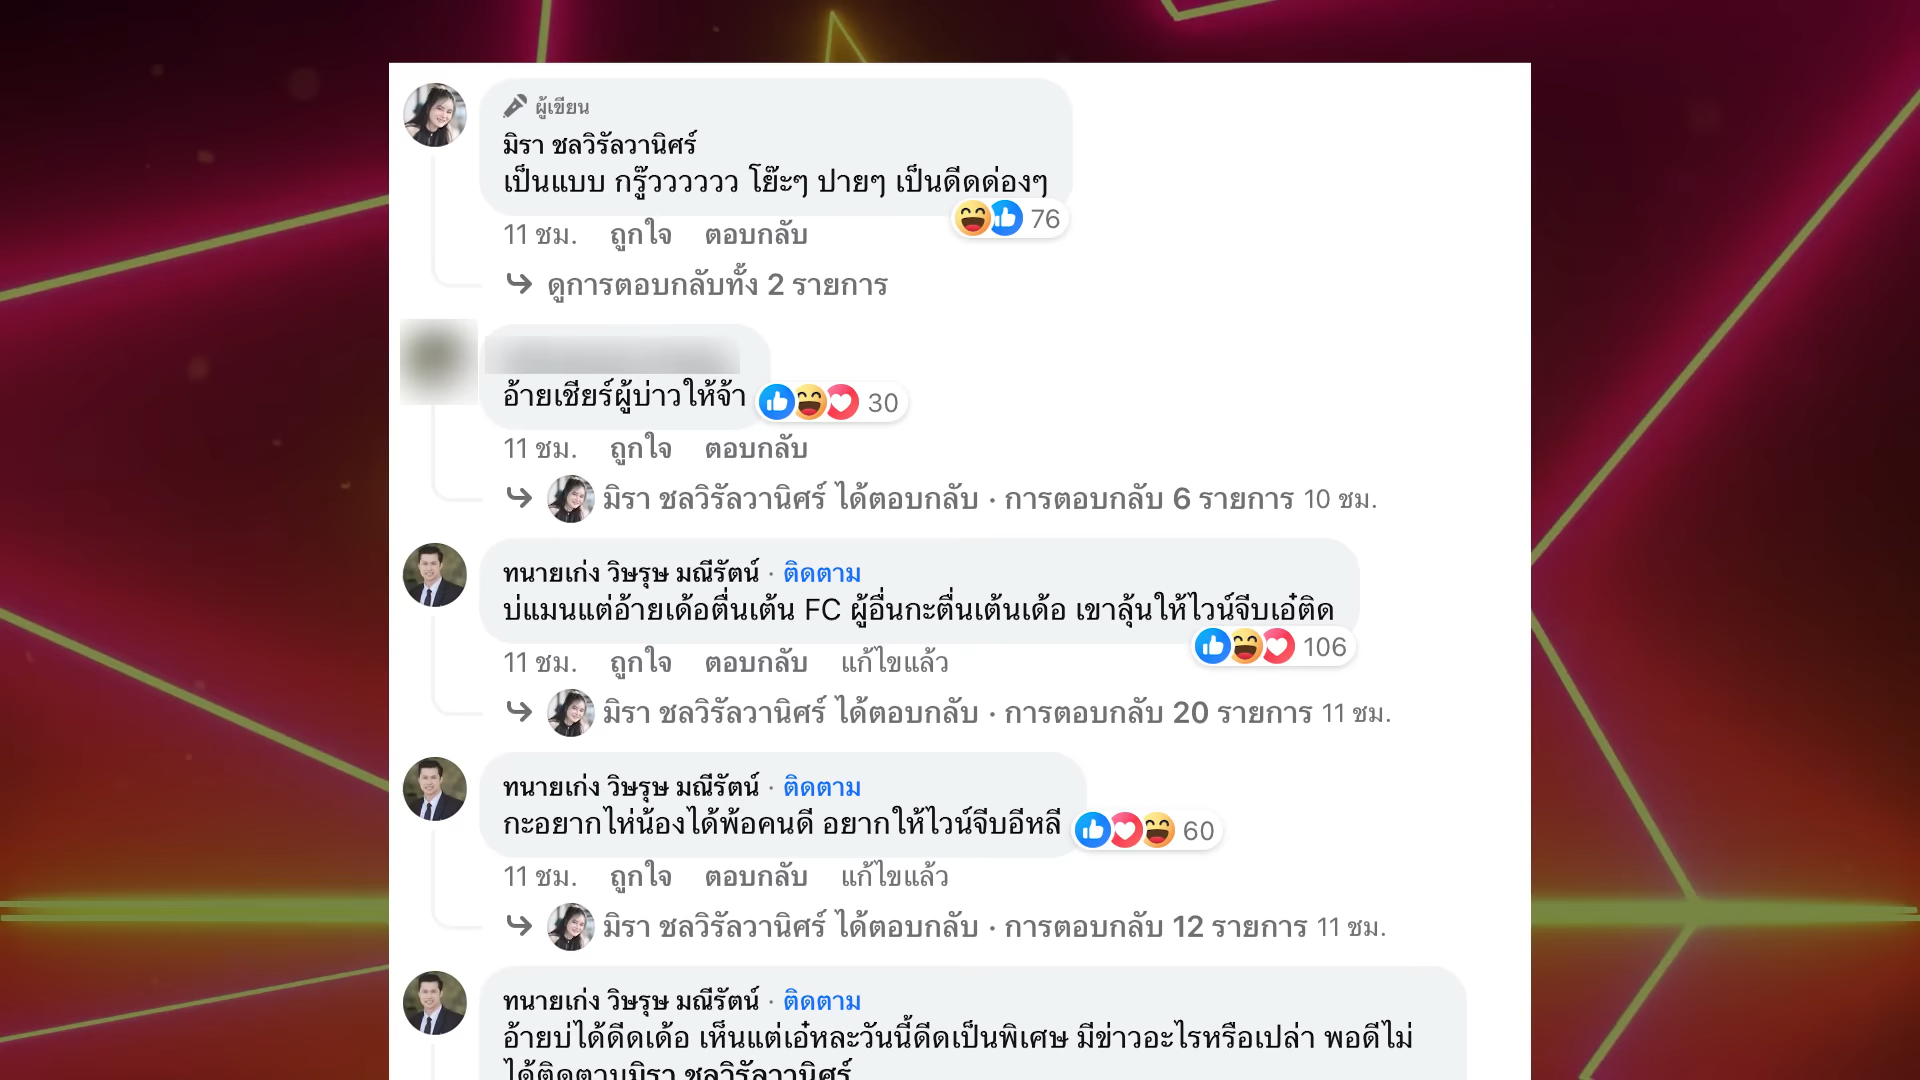 ผู้เขียน
มิรา ชลวิรัลวานิศร์
เป็นแบบ กรู๊วววววว โย๊ะๆ ปายๆ เป็นดีดด่องๆ
76
11 ชม. ถูกใจ ตอบกลับ
ดูการตอบกลับทั้ง 2 รายการ
อ้ายเชียร์ผู้บ่าวให้จ้า
30
11 ชม. ถูกใจ ตอบกลับ
มิรา ชลวิรัลวานิศร์ ได้ตอบกลับ · การตอบกลับ 6 รายการ 10 ชม.
ทนายเก่ง วิษรุษ มณีรัตน์ · ติดตาม
บ่แมนแต่อ้ายเด้อตื่นเต้น FC ผู้อื่นกะตื่นเต้นเด้อ เขาลุ้นให้ไวน์จีบเอ๋ติด
106
11 ชม. ถูกใจ ตอบกลับ แก้ไขแล้ว
มิรา ชลวิรัลวานิศร์ ได้ตอบกลับ · การตอบกลับ 20 รายการ 11 ชม.
ทนายเก่ง วิษรุษ มณีรัตน์ · ติดตาม
กะอยากไห่น้องได้พ้อคนดี อยากให้ไวน์จีบอีหลี
60
11 ชม. ถูกใจ ตอบกลับ แก้ไขแล้ว
มิรา ชลวิรัลวานิศร์ ได้ตอบกลับ · การตอบกลับ 12 รายการ 11 ชม.
ทนายเก่ง วิษรุษ มณีรัตน์ · ติดตาม
อ้ายบ่ได้ดีดเด้อ เห็นแต่เอ๋หละวันนี้ดีดเป็นพิเศษ มีข่าวอะไรหรือเปล่า พอดีไม่
ได้ติดตามมิรา ชลวิรัลวานิศร์